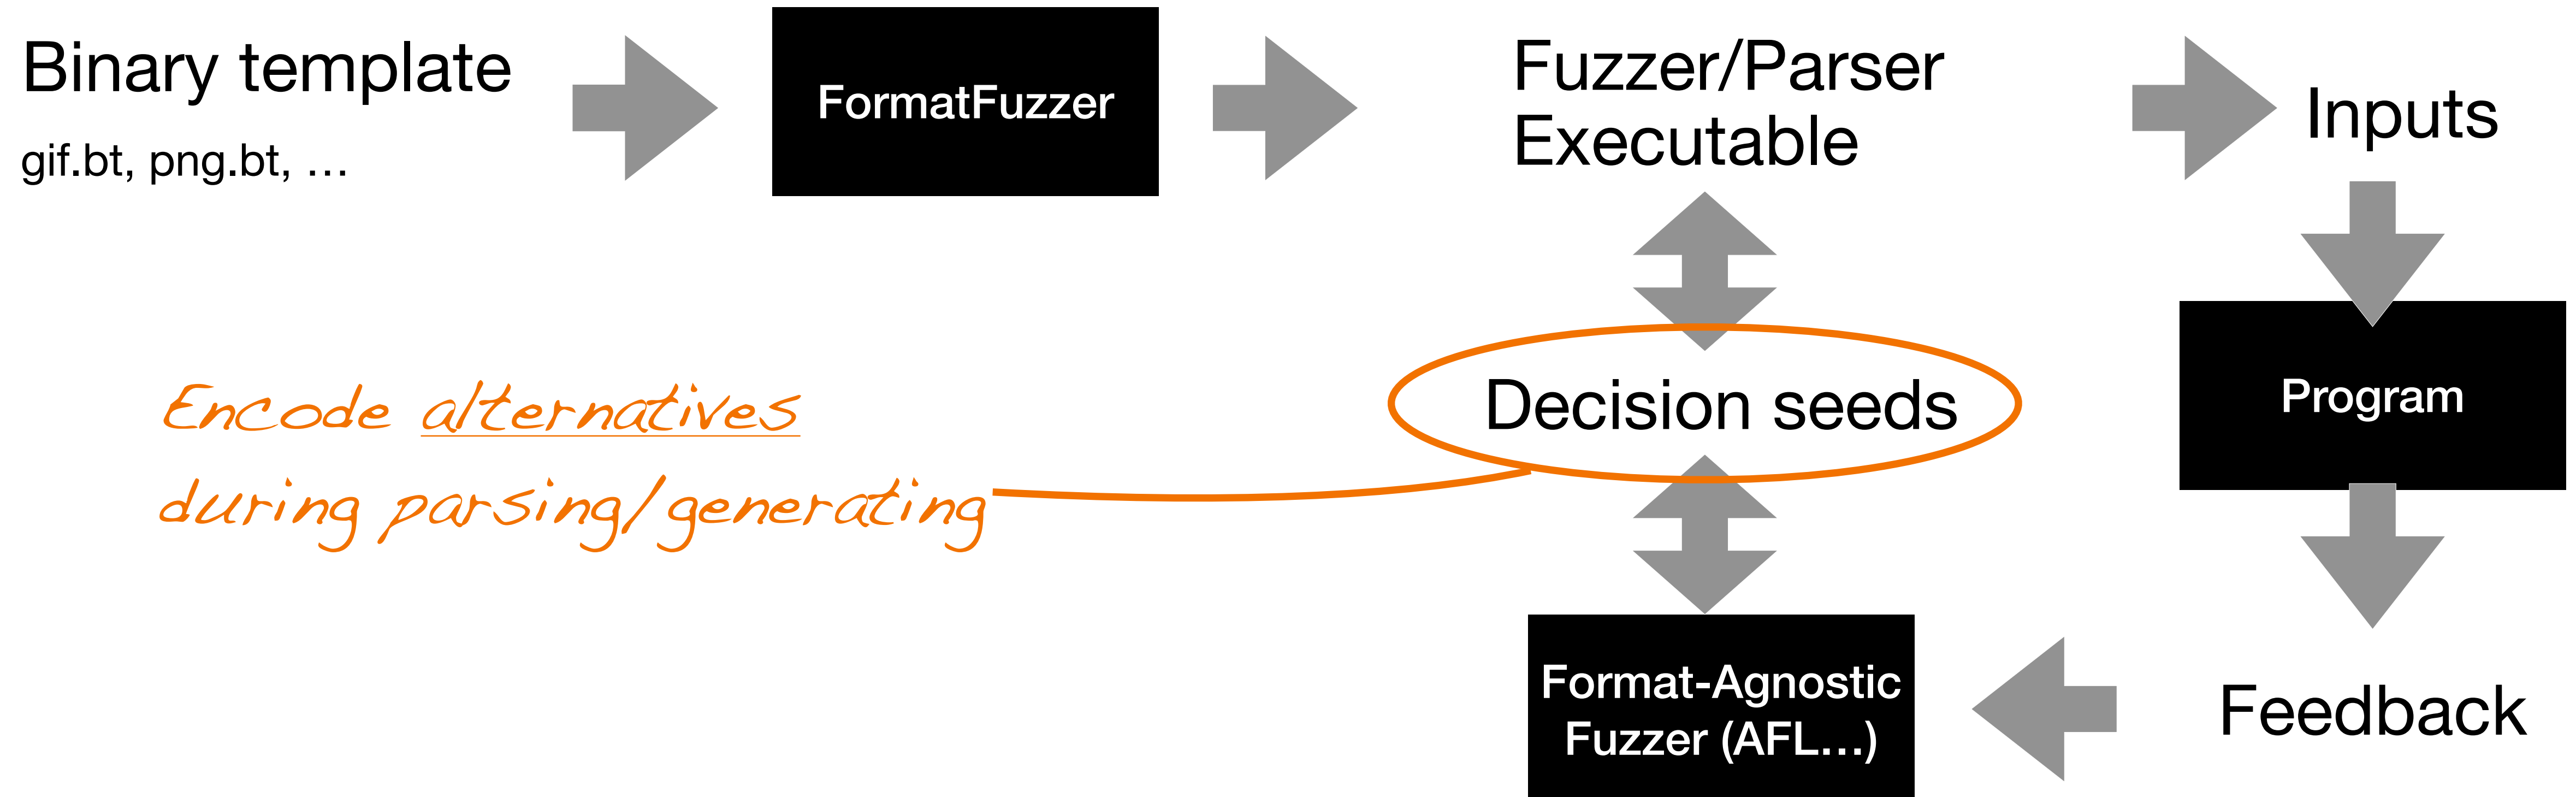 Binary template
gif.bt, png.bt, …
FormatFuzzer
Fuzzer/Parser
Executable
Inputs
Encode alternatives
during parsing/generating
Decision seeds
Program
Format-Agnostic
Fuzzer (AFL…)
Feedback